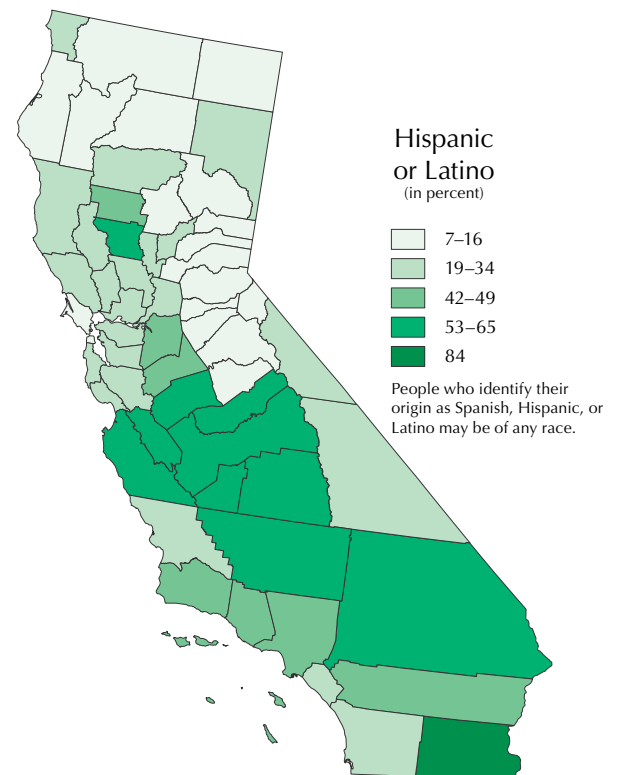 Hispanic
or Latino
(in percent)
7–16
19–34
42–49
53–65
84
People who identify their
origin as Spanish, Hispanic, or
Latino may be of any race.